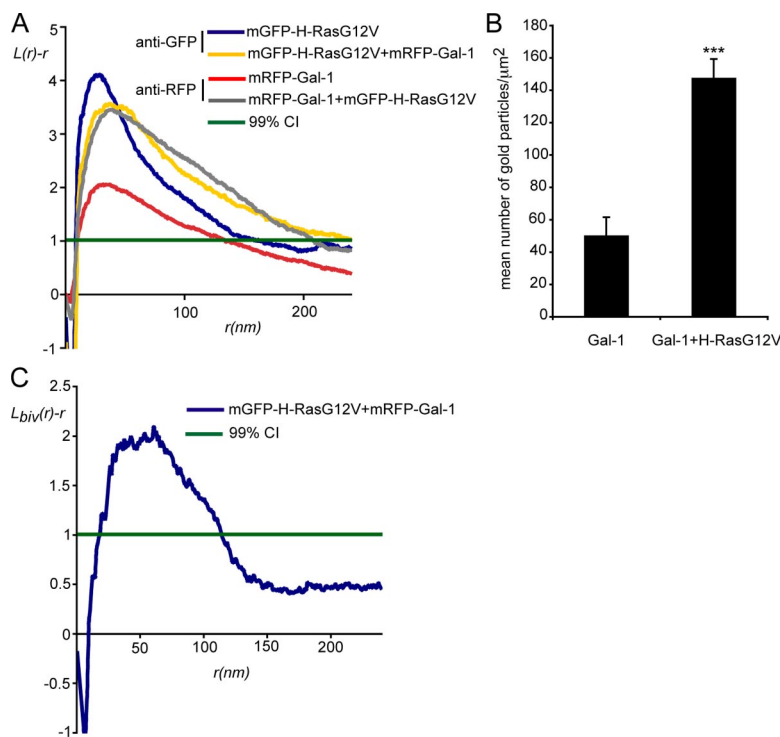 A
L(r)-r
anti-GFP
mGFP-H-RasG12V
mGFP-H-RasG12V+mRFP-Gal-1
anti-RFP
mRFP-Gal-1
mRFP-Gal-1+mGFP-H-RasG12V
99% CI
5
4
3
2
1
0
-1
100
200
r(nm)
B
mean number of gold particles/µm2
180
160
140
120
100
80
60
40
20
0
***
Gal-1
Gal-1+H-RasG12V
C
Lbiv(r)-r
mGFP-H-RasG12V+mRFP-Gal-1
99% CI
2.5
2
1.5
1
0.5
0
-0.5
-1
50
100
150
200
r(nm)